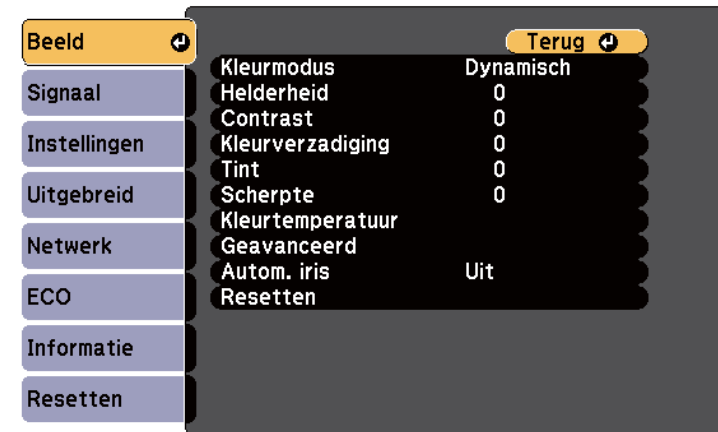 Beeld
Signaal
Instellingen
Uitgebreid
Netwerk
ECO
Informatie
Resetten
Terug
Kleurmodus Dynamisch
Helderheid 0
Contrast 0
Kleurverzadiging 0
Tint 0
Scherpte 0
Kleurtemperatuur
Geavanceerd
Autom. iris Uit
Resetten